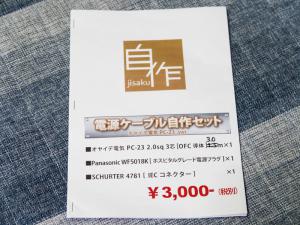 自作
jisaku
電源ケーブル自作セット
オヤイデ電気 PC-23 ver
■オヤイデ電気 PC-23 2.0sq 3芯[OFC 導体] 3.0m×1
■Panasonic WF5018K[ホスピタルグレード電源プラグ]×1
■SCHURTER 4781 [IEC コネクター] ×1
￥3,000-(税別)